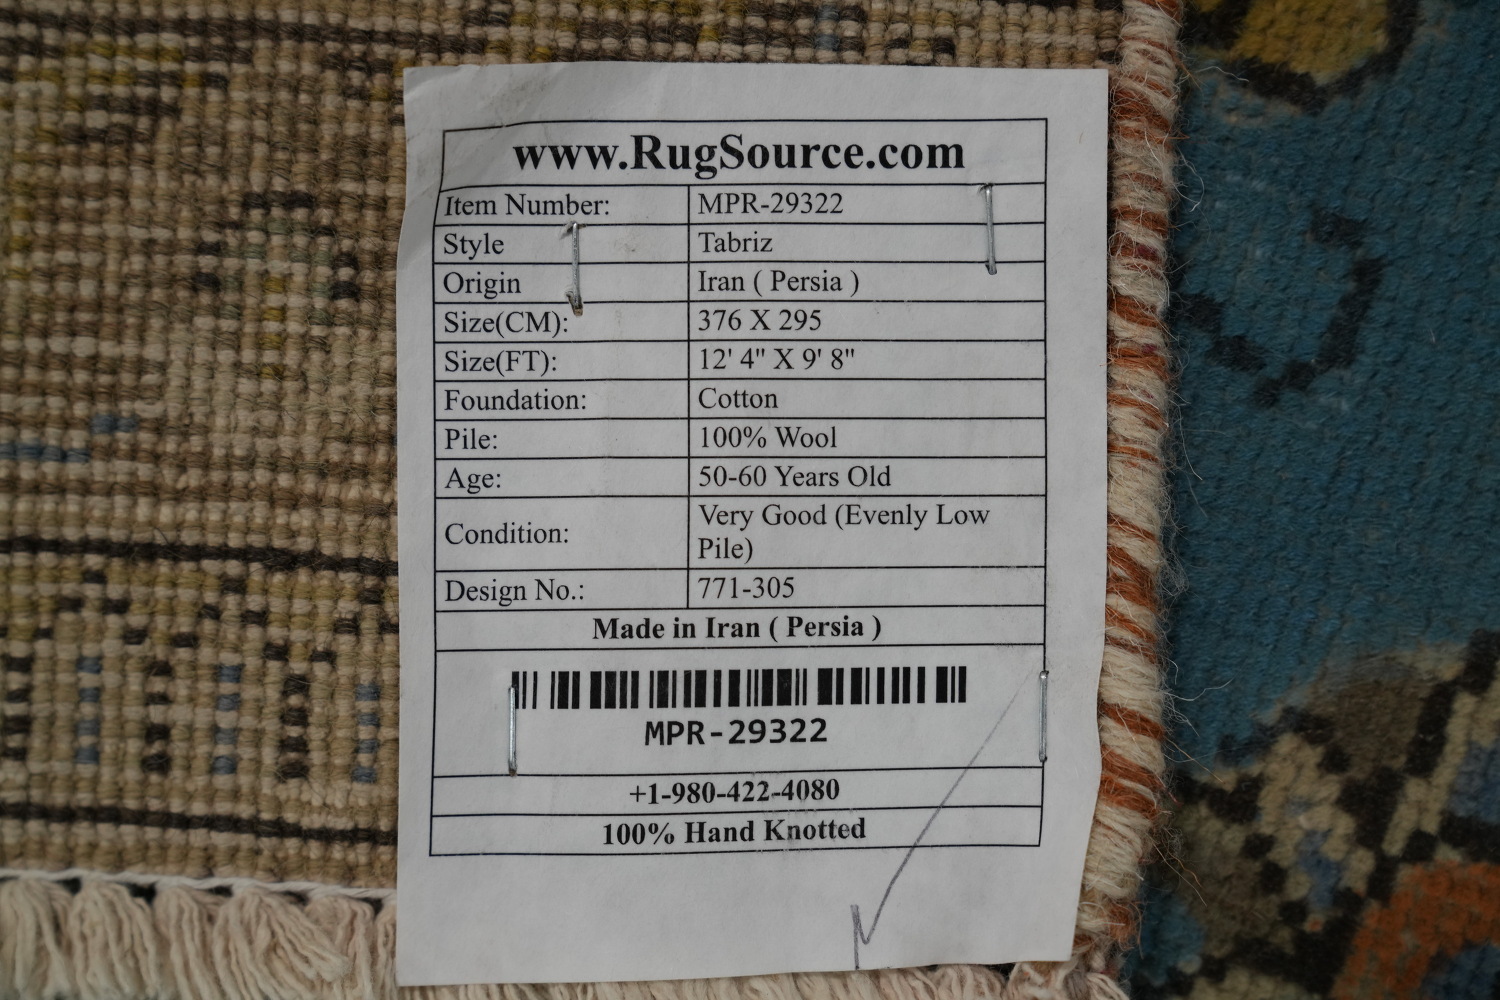 www.RugSource.com
Item Number: MPR-29322
Style Tabriz
Origin Iran ( Persia )
Size(CM): 376 X 295
Size(FT): 12' 4" X 9' 8"
Foundation: Cotton
Pile: 100% Wool
Age: 50-60 Years Old
Condition: Very Good (Evenly Low
Pile)
Design No.: 771-305
Made in Iran ( Persia )
MPR-29322
+1-980-422-4080
100% Hand Knotted